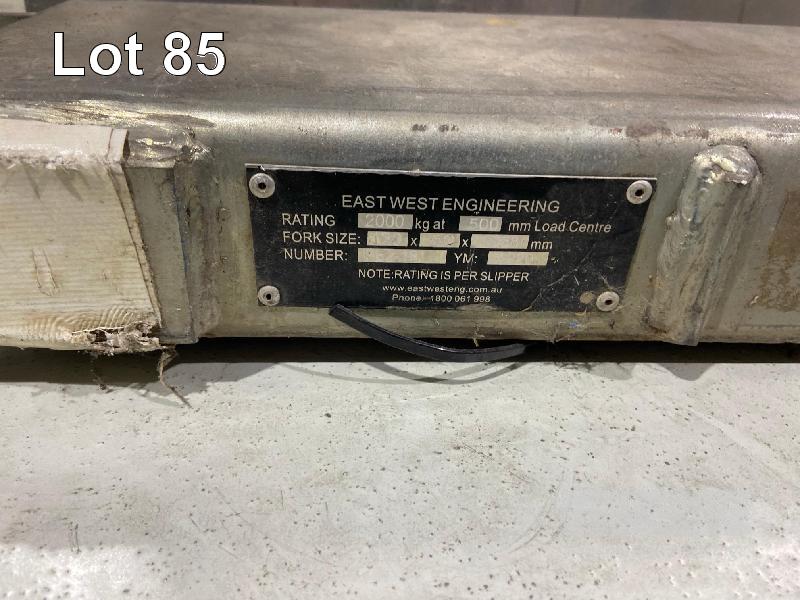 Lot 85
EAST WEST ENGINEERING
RATING 2000 kg at 500 mm Load Centre
FORK SIZE: x x mm
NUMBER: YM:
NOTE:RATING IS PER SLIPPER
www.eastwesteng.com.au
Phone:-1800 061 998